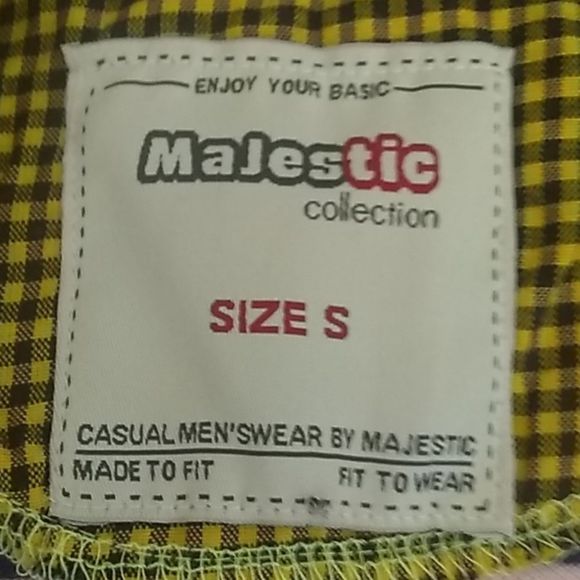 ENJOY YOUR BASIC
MaJestic
collection
SIZE S
CASUAL MEN'SWEAR BY MAJESTIC
MADE TO FIT FIT TO WEAR